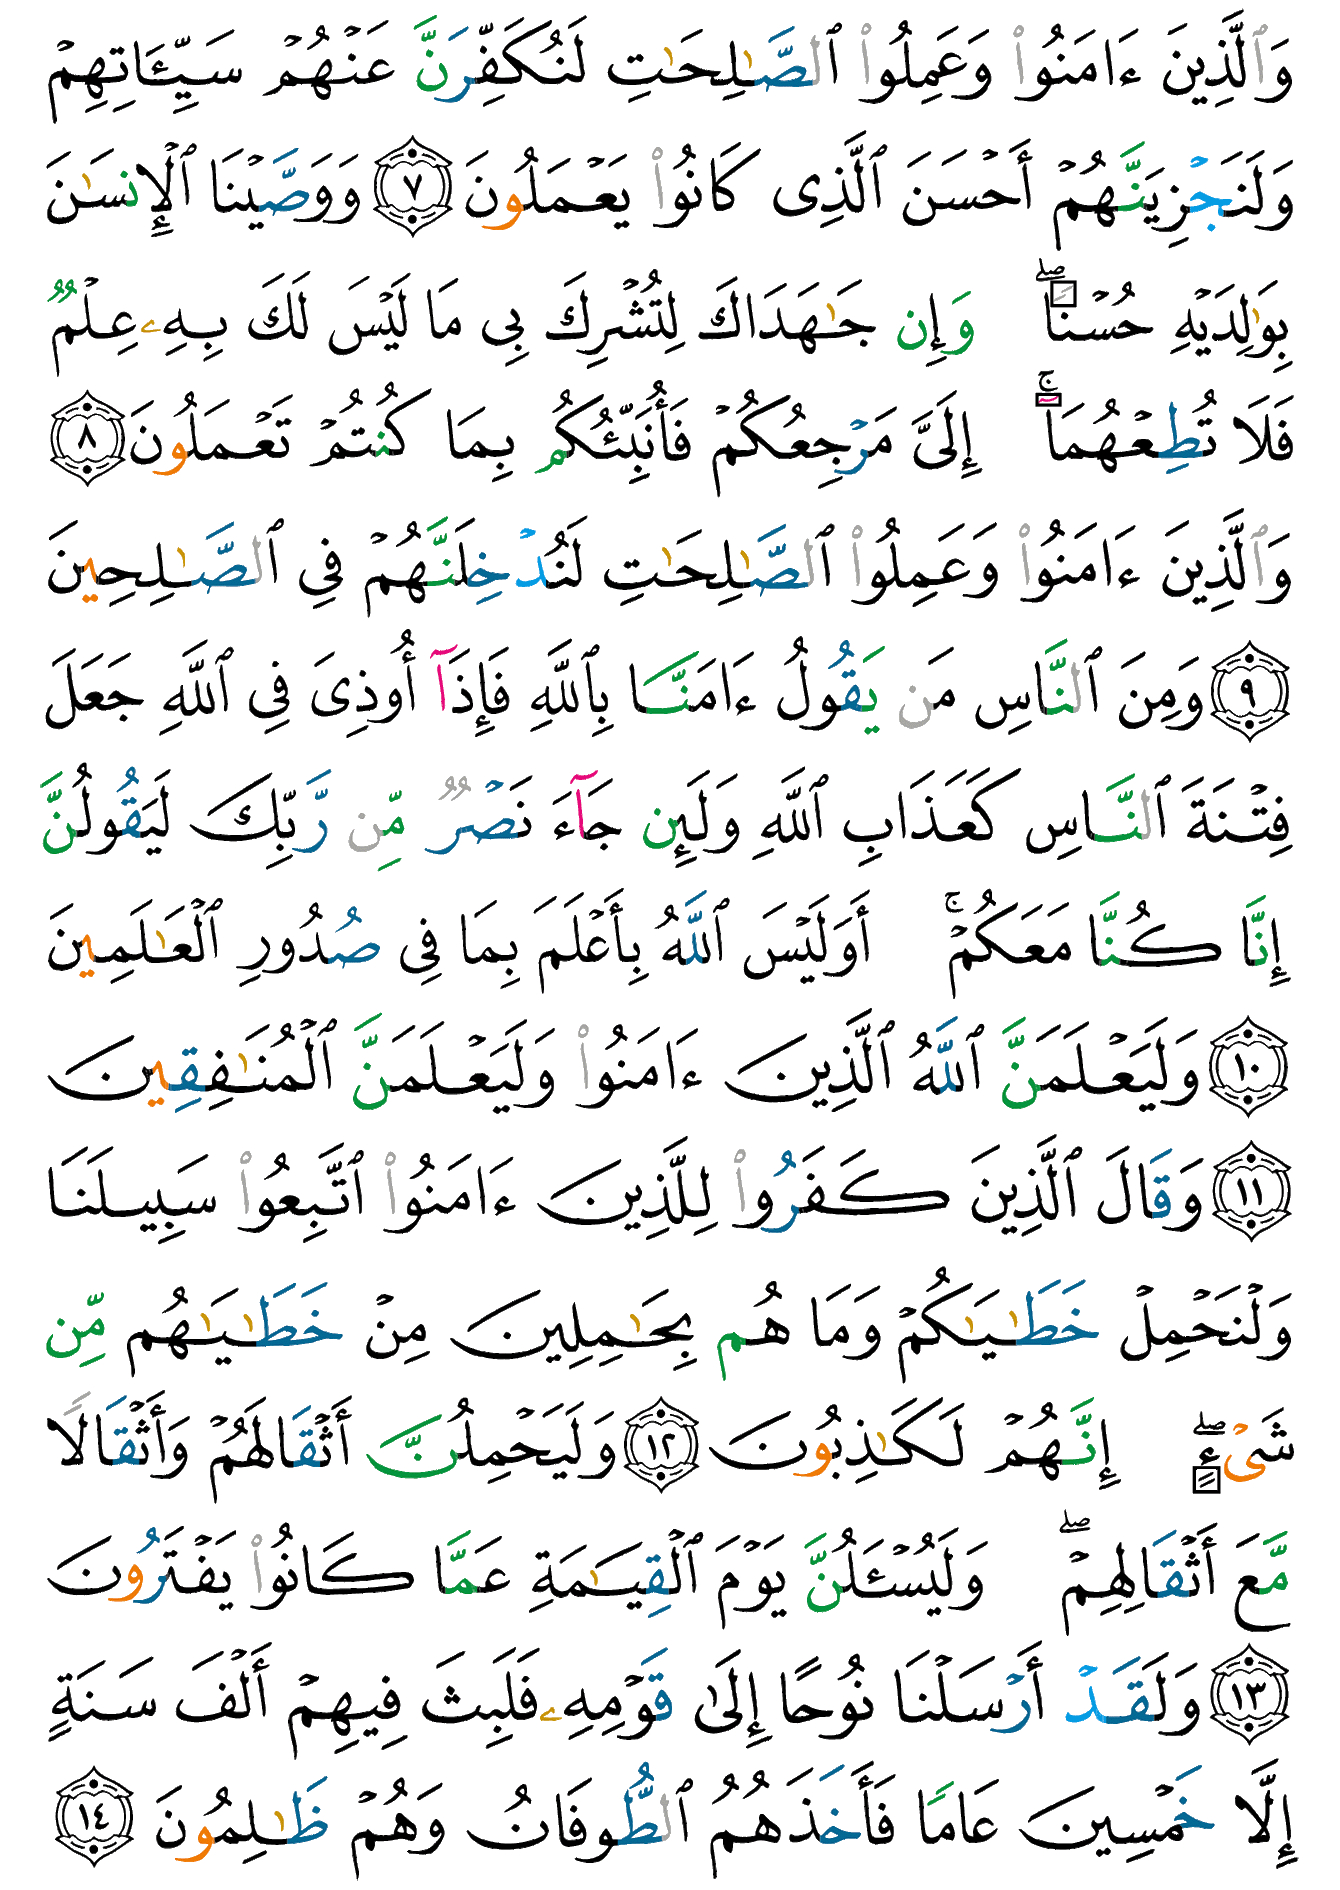 وَٱلَّذِينَ ءَامَنُوا۟ وَعَمِلُوا۟ ٱلصَّـٰلِحَـٰتِ لَنُكَفِّرَنَّ عَنْهُمْ سَيِّـَٔاتِهِمْ
وَلَنَجْزِيَنَّهُمْ أَحْسَنَ ٱلَّذِى كَانُوا۟ يَعْمَلُونَ ٧ وَوَصَّيْنَا ٱلْإِنسَـٰنَ
بِوَٰلِدَيْهِ حُسْنًا ۖ وَإِن جَـٰهَدَاكَ لِتُشْرِكَ بِى مَا لَيْسَ لَكَ بِهِۦ عِلْمٌ
فَلَا تُطِعْهُمَا ۚ إِلَىَّ مَرْجِعُكُمْ فَأُنَبِّئُكُم بِمَا كُنتُمْ تَعْمَلُونَ ٨
وَٱلَّذِينَ ءَامَنُوا۟ وَعَمِلُوا۟ ٱلصَّـٰلِحَـٰتِ لَنُدْخِلَنَّهُمْ فِى ٱلصَّـٰلِحِينَ
٩ وَمِنَ ٱلنَّاسِ مَن يَقُولُ ءَامَنَّا بِٱللَّهِ فَإِذَآ أُوذِىَ فِى ٱللَّهِ جَعَلَ
فِتْنَةَ ٱلنَّاسِ كَعَذَابِ ٱللَّهِ وَلَئِن جَآءَ نَصْرٌ مِّن رَّبِّكَ لَيَقُولُنَّ
إِنَّا كُنَّا مَعَكُمْ ۚ أَوَلَيْسَ ٱللَّهُ بِأَعْلَمَ بِمَا فِى صُدُورِ ٱلْعَـٰلَمِينَ
١٠ وَلَيَعْلَمَنَّ ٱللَّهُ ٱلَّذِينَ ءَامَنُوا۟ وَلَيَعْلَمَنَّ ٱلْمُنَـٰفِقِينَ
١١ وَقَالَ ٱلَّذِينَ كَفَرُوا۟ لِلَّذِينَ ءَامَنُوا۟ ٱتَّبِعُوا۟ سَبِيلَنَا
وَلْنَحْمِلْ خَطَـٰيَـٰكُمْ وَمَا هُم بِحَـٰمِلِينَ مِنْ خَطَـٰيَـٰهُم مِّن
شَىْءٍ ۖ إِنَّهُمْ لَكَـٰذِبُونَ ١٢ وَلَيَحْمِلُنَّ أَثْقَالَهُمْ وَأَثْقَالًا
مَّعَ أَثْقَالِهِمْ ۖ وَلَيُسْـَٔلُنَّ يَوْمَ ٱلْقِيَـٰمَةِ عَمَّا كَانُوا۟ يَفْتَرُونَ
١٣ وَلَقَدْ أَرْسَلْنَا نُوحًا إِلَىٰ قَوْمِهِۦ فَلَبِثَ فِيهِمْ أَلْفَ سَنَةٍ
إِلَّا خَمْسِينَ عَامًا فَأَخَذَهُمُ ٱلطُّوفَانُ وَهُمْ ظَـٰلِمُونَ ١٤